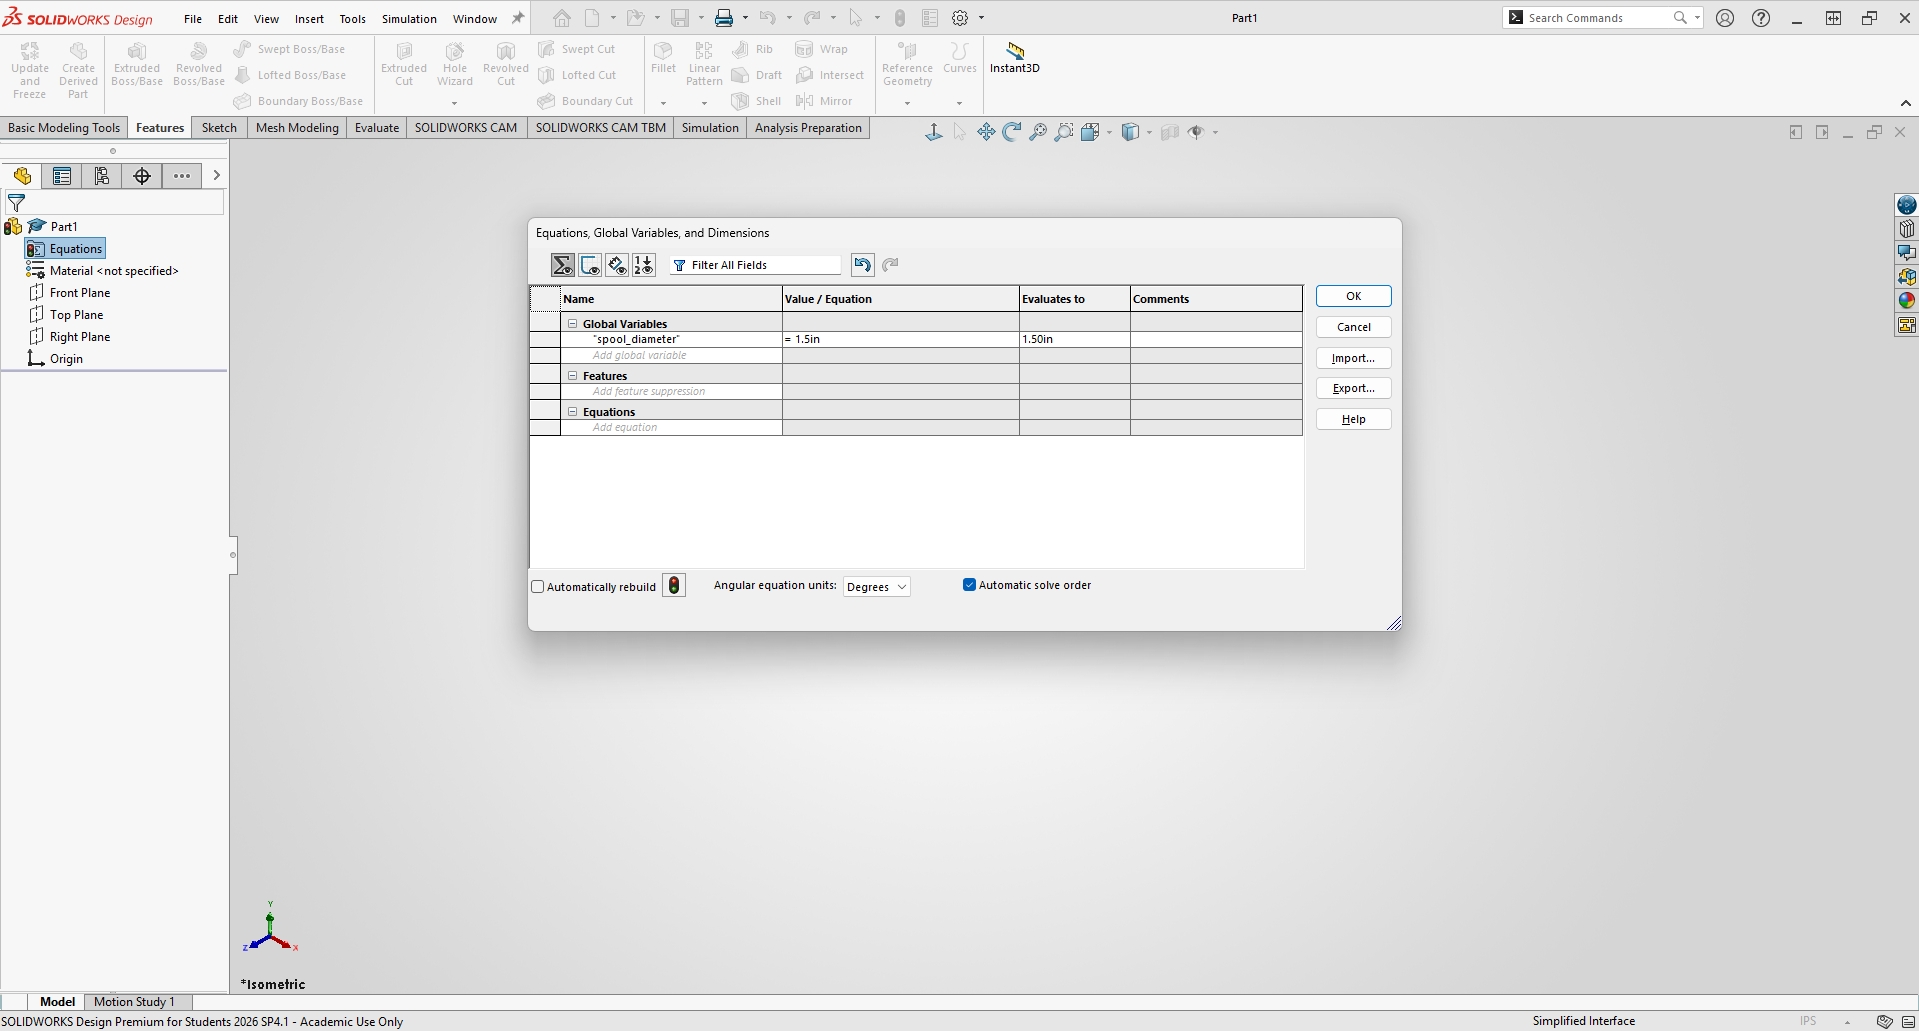 SOLIDWORKS Design File Edit View Insert Tools Simulation Window Part1 Search Commands
Update and Freeze
Create Derived Part
Extruded Boss/Base
Revolved Boss/Base
Swept Boss/Base
Lofted Boss/Base
Boundary Boss/Base
Extruded Cut
Hole Wizard
Revolved Cut
Swept Cut
Lofted Cut
Boundary Cut
Fillet
Linear Pattern
Rib
Draft
Shell
Wrap
Intersect
Mirror
Reference Geometry
Curves
Instant3D
Basic Modeling Tools Features Sketch Mesh Modeling Evaluate SOLIDWORKS CAM SOLIDWORKS CAM TBM Simulation Analysis Preparation
Part1
Equations
Material <not specified>
Front Plane
Top Plane
Right Plane
Origin
Equations, Global Variables, and Dimensions
Filter All Fields
Name Value / Equation Evaluates to Comments
Global Variables
"spool_diameter" = 1.5in 1.50in
Add global variable
Features
Add feature suppression
Equations
Add equation
OK
Cancel
Import...
Export...
Help
Automatically rebuild Angular equation units: Degrees Automatic solve order
Y
Z X
*Isometric
Model Motion Study 1
SOLIDWORKS Design Premium for Students 2026 SP4.1 - Academic Use Only Simplified Interface IPS